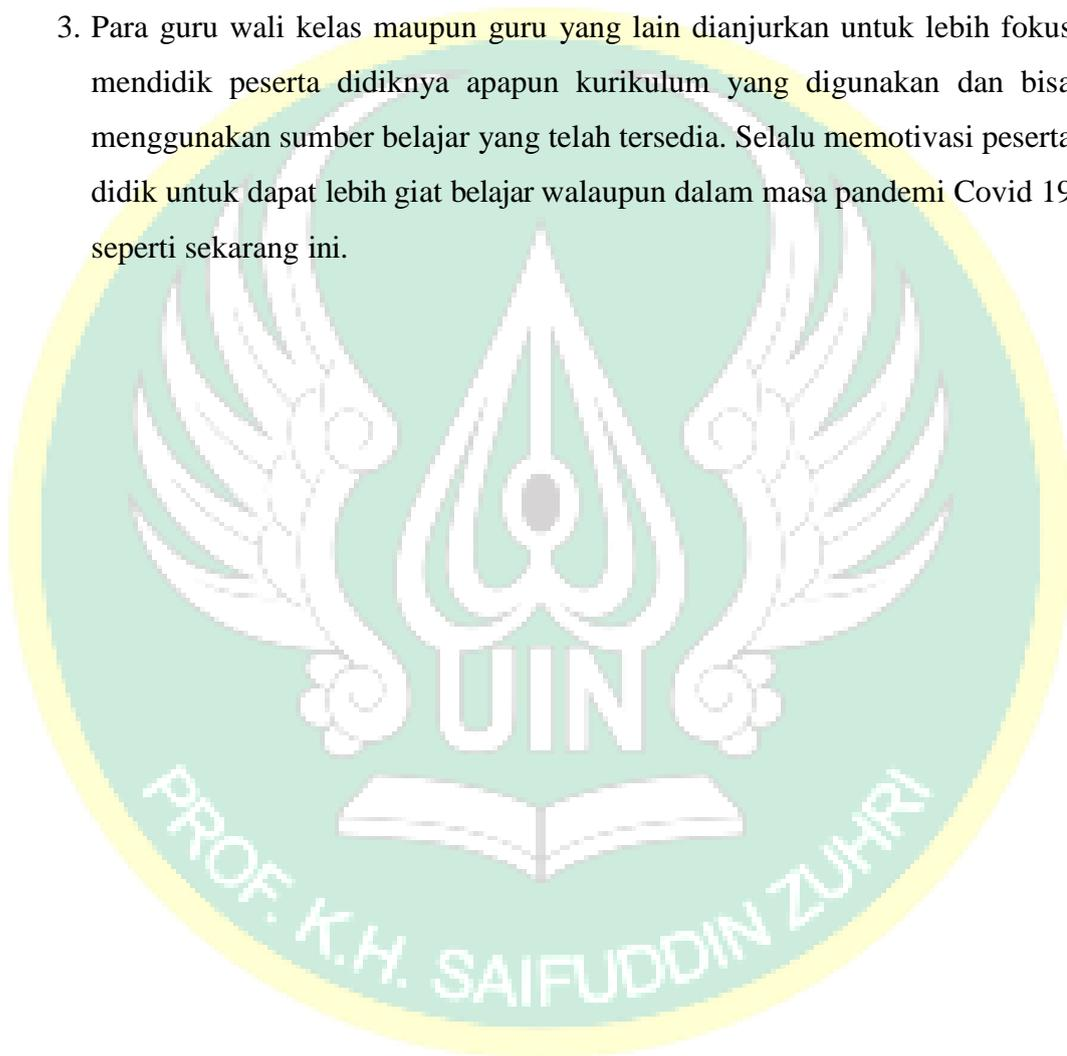 3. Para guru wali kelas maupun guru yang lain dianjurkan untuk lebih fokus
mendidik peserta didiknya apapun kurikulum yang digunakan dan bisa
menggunakan sumber belajar yang telah tersedia. Selalu memotivasi peserta
didik untuk dapat lebih giat belajar walaupun dalam masa pandemi Covid 19
seperti sekarang ini.
UIN
PROF. K.H. SAIFUDDIN ZUHRI